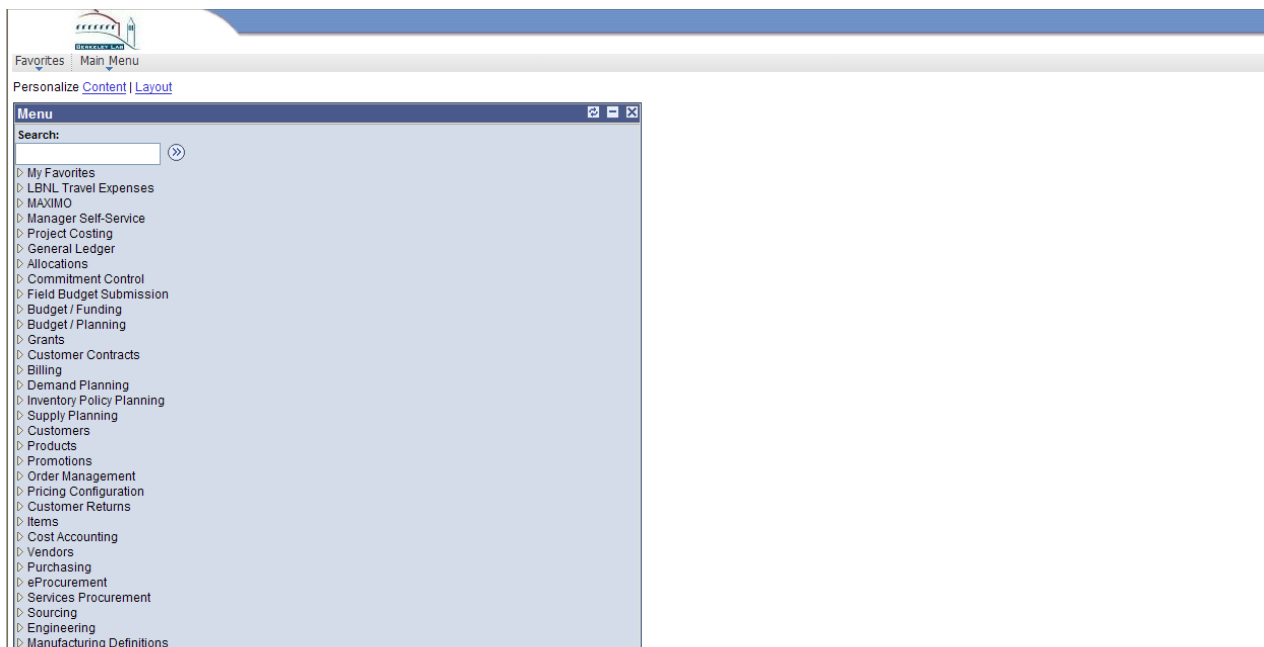 BERKELEY LAB
Favorites Main Menu
Personalize Content | Layout
Menu
Search:
My Favorites
LBNL Travel Expenses
MAXIMO
Manager Self-Service
Project Costing
General Ledger
Allocations
Commitment Control
Field Budget Submission
Budget / Funding
Budget / Planning
Grants
Customer Contracts
Billing
Demand Planning
Inventory Policy Planning
Supply Planning
Customers
Products
Promotions
Order Management
Pricing Configuration
Customer Returns
Items
Cost Accounting
Vendors
Purchasing
eProcurement
Services Procurement
Sourcing
Engineering
Manufacturing Definitions